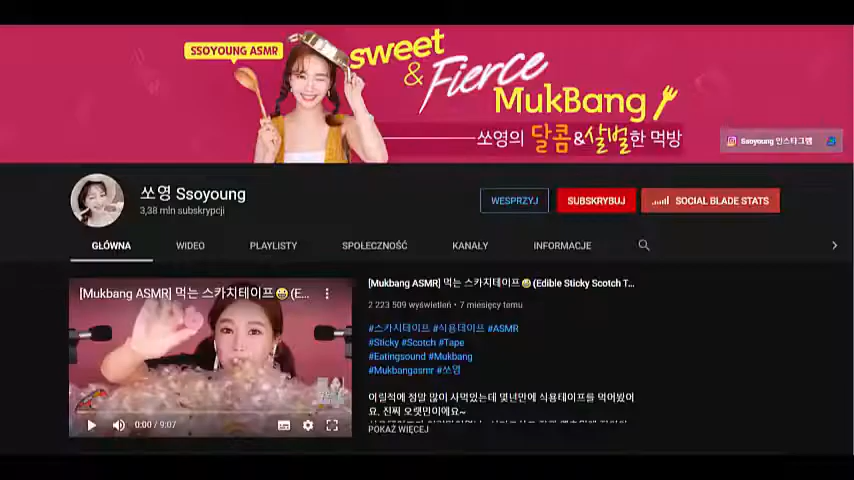 SSOYOUNG ASMR
sweet
& Fierce
MukBang
쏘영의 달콤&살벌한 먹방
Ssoyoung 인스타그램
쏘영 Ssoyoung
3,38 mln subskrypcji
WESPRZYJ
SUBSKRYBUJ
SOCIAL BLADE STATS
GŁÓWNA
WIDEO
PLAYLISTY
SPOŁECZNOŚĆ
KANAŁY
INFORMACJE
[Mukbang ASMR] 먹는 스카치테이프🤪 (E...
0:00 / 9:07
[Mukbang ASMR] 먹는 스카치테이프🤪 (Edible Sticky Scotch T...
2 223 509 wyświetleń • 7 miesięcy temu
#스카치테이프 #식용테이프 #ASMR
#Sticky #Scotch #Tape
#Eatingsound #Mukbang
#Mukbangasmr #쏘영
어릴적에 정말 많이 사먹었는데 몇년만에 식용테이프를 먹어봤어
요. 진짜 오랫만이에요~
POKAŻ WIĘCEJ